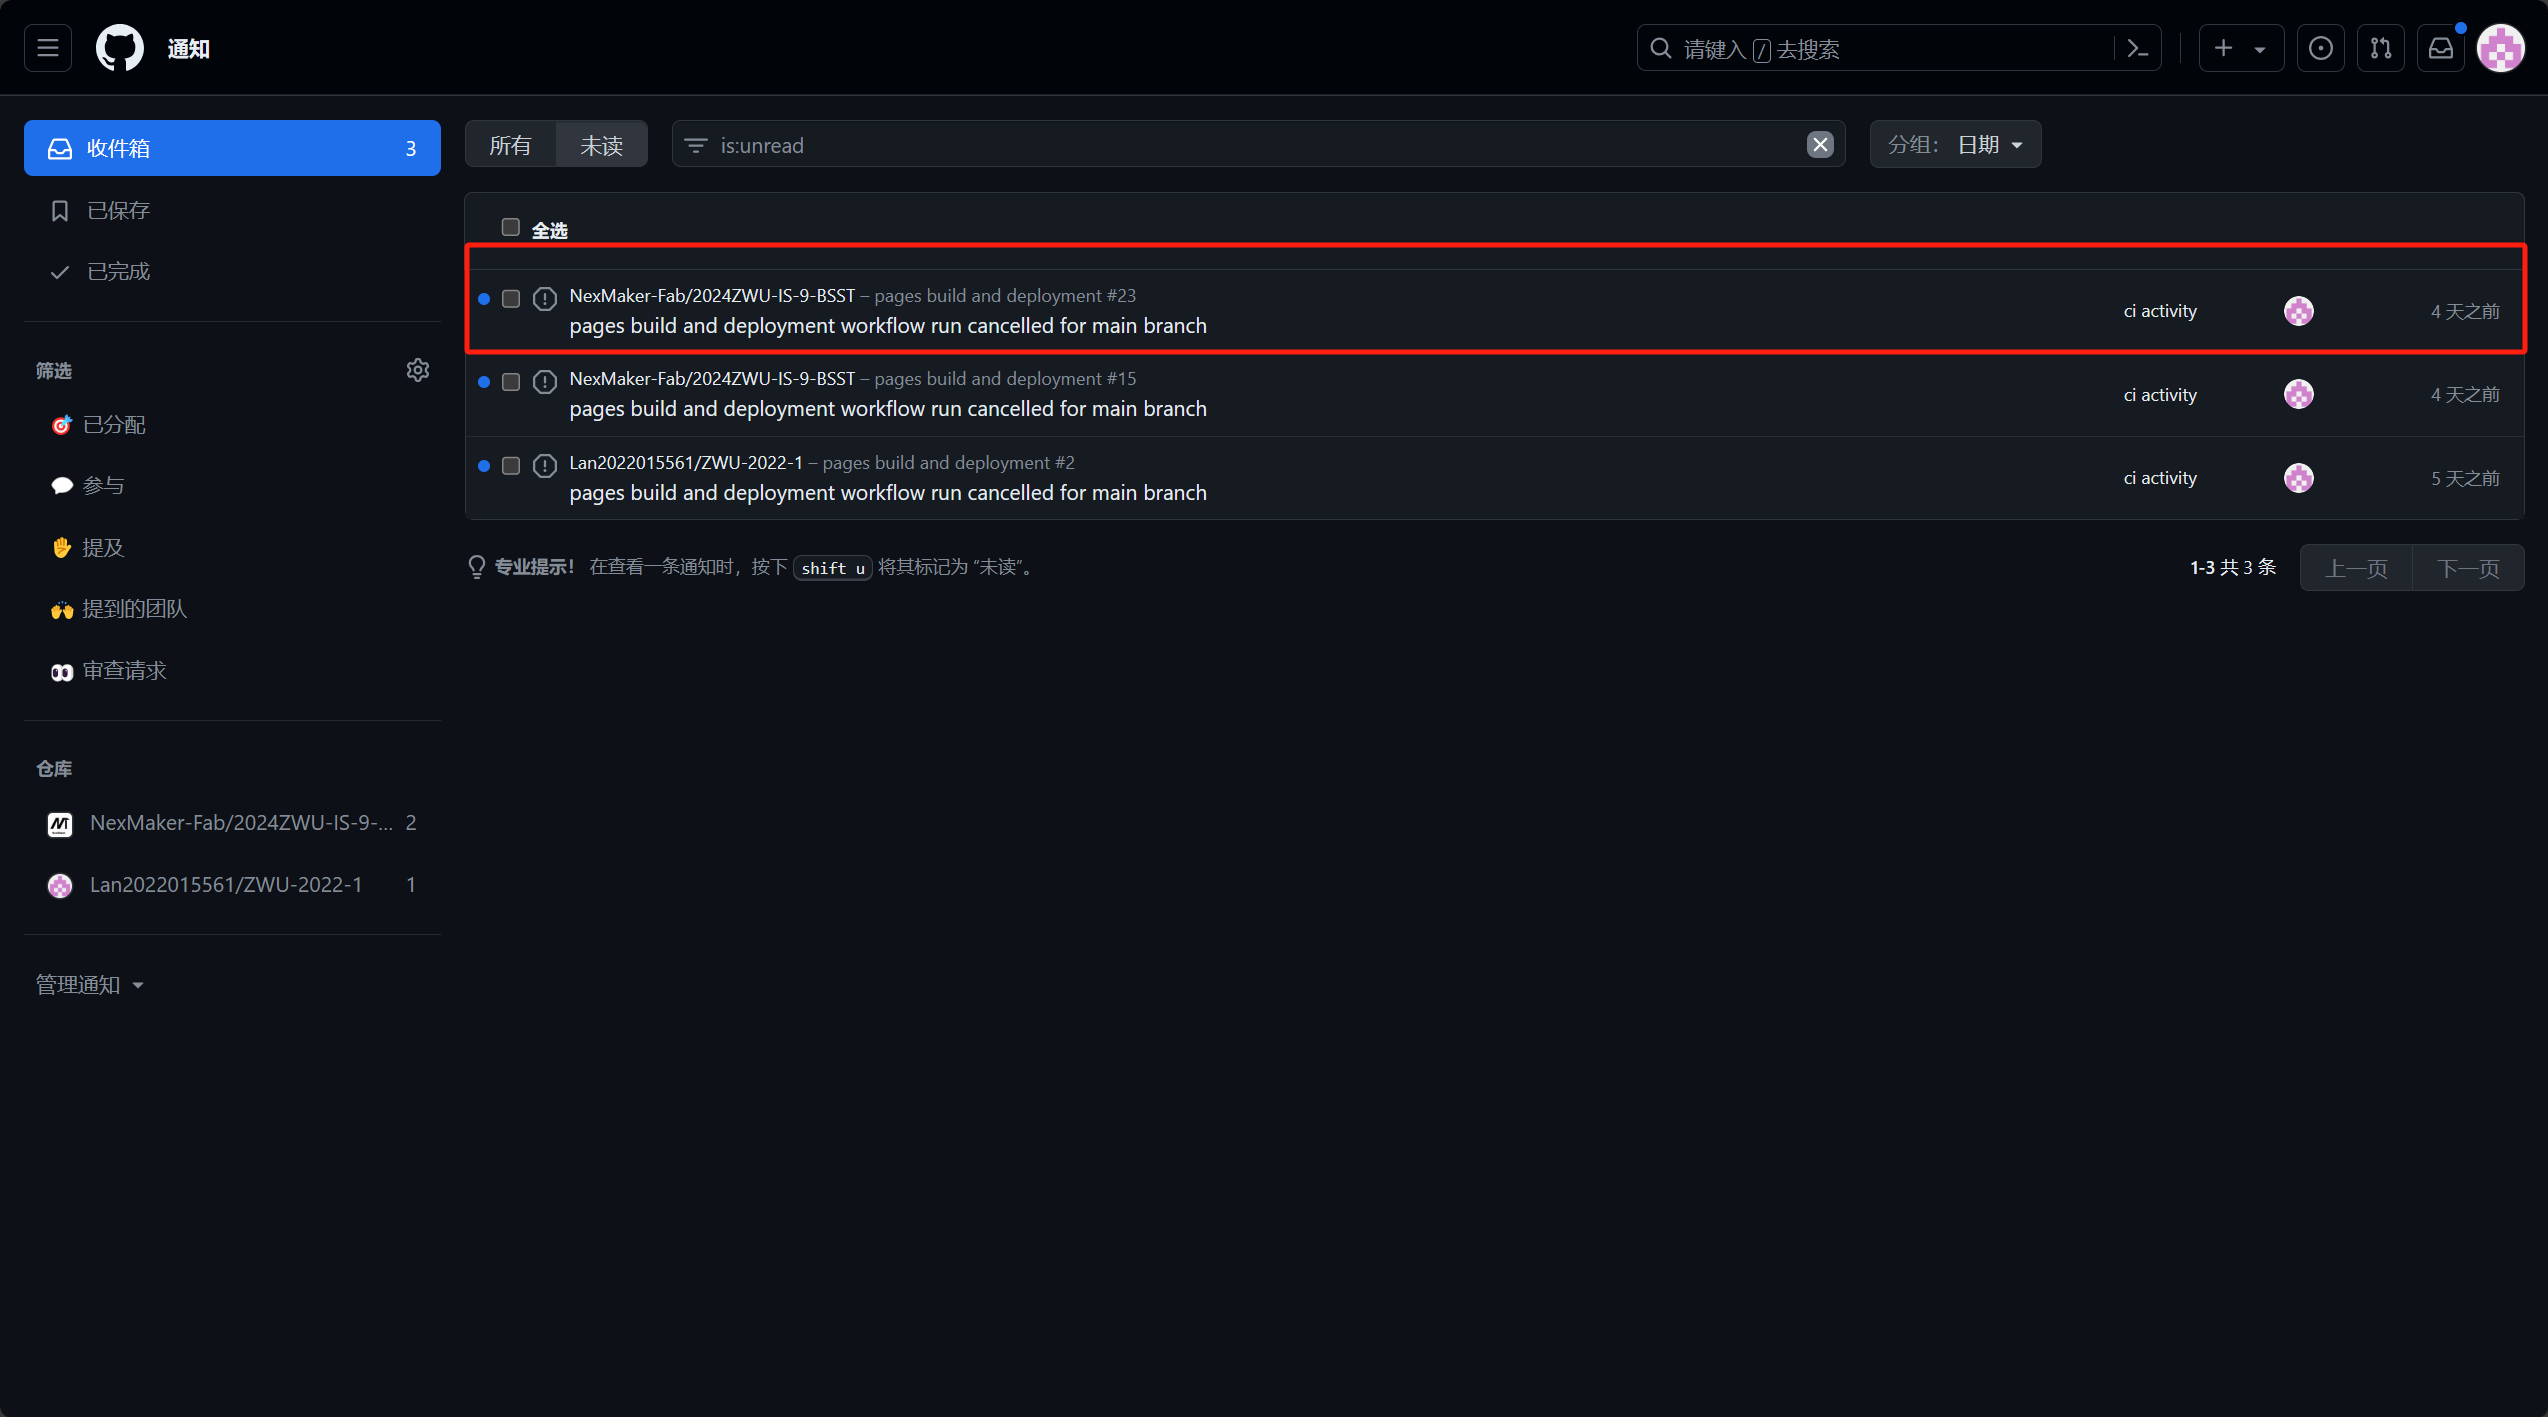 通知
请键入 / 去搜索
收件箱 3
已保存
已完成
筛选
已分配
参与
提及
提到的团队
审查请求
仓库
NexMaker-Fab/2024ZWU-IS-9-... 2
Lan2022015561/ZWU-2022-1 1
管理通知
所有 未读 is:unread 分组： 日期
全选
NexMaker-Fab/2024ZWU-IS-9-BSST – pages build and deployment #23
pages build and deployment workflow run cancelled for main branch
ci activity 4 天之前
NexMaker-Fab/2024ZWU-IS-9-BSST – pages build and deployment #15
pages build and deployment workflow run cancelled for main branch
ci activity 4 天之前
Lan2022015561/ZWU-2022-1 – pages build and deployment #2
pages build and deployment workflow run cancelled for main branch
ci activity 5 天之前
专业提示！ 在查看一条通知时，按下 shift u 将其标记为 “未读”。
1-3 共 3 条 上一页 下一页